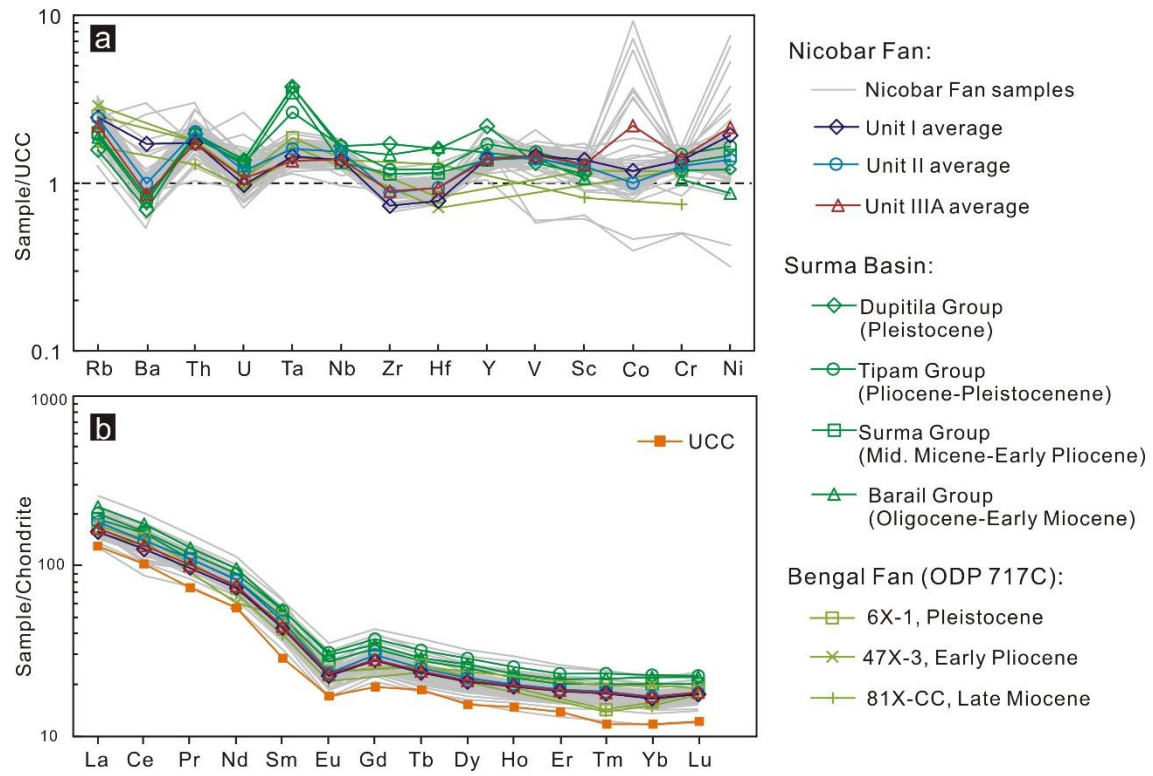 a
10
1
0.1
Sample/UCC
Rb Ba Th U Ta Nb Zr Hf Y V Sc Co Cr Ni
b
1000
100
10
Sample/Chondrite
UCC
La Ce Pr Nd Sm Eu Gd Tb Dy Ho Er Tm Yb Lu
Nicobar Fan:
Nicobar Fan samples
Unit I average
Unit II average
Unit IIIA average
Surma Basin:
Dupitila Group
(Pleistocene)
Tipam Group
(Pliocene-Pleistocenene)
Surma Group
(Mid. Micene-Early Pliocene)
Barail Group
(Oligocene-Early Miocene)
Bengal Fan (ODP 717C):
6X-1, Pleistocene
47X-3, Early Pliocene
81X-CC, Late Miocene